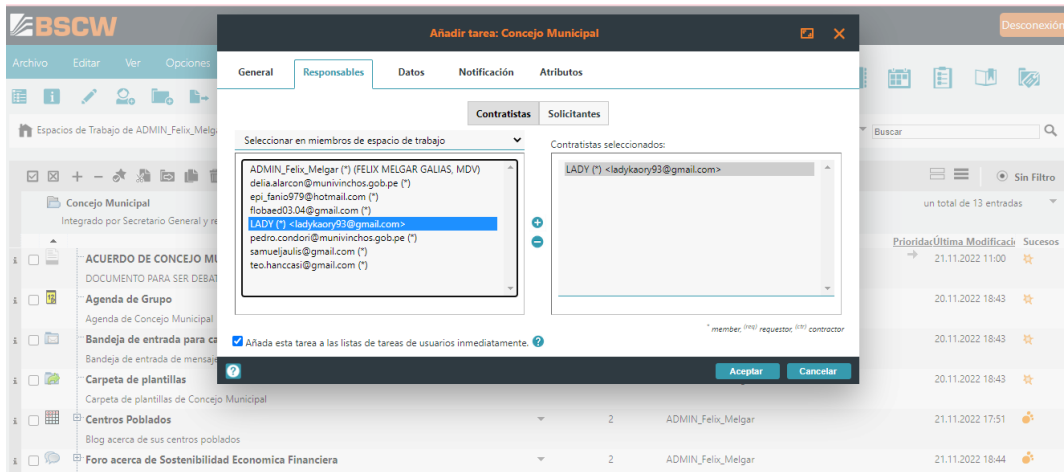 BSCW
Añadir tarea: Concejo Municipal
Desconexión
Archivo Editar Ver Opciones
General Responsables Datos Notificación Atributos
Contratistas Solicitantes
Espacios de Trabajo de ADMIN_Felix_Melg
Buscar
Seleccionar en miembros de espacio de trabajo
Contratistas seleccionados:
ADMIN_Felix_Melgar (*) (FELIX MELGAR GALIAS, MDV)
delia.alarcon@munivinchos.gob.pe (*)
epi_fanio979@hotmail.com (*)
flobaed03.04@gmail.com (*)
LADY (*) <ladykaory93@gmail.com>
pedro.condori@munivinchos.gob.pe (*)
samueljaulis@gmail.com (*)
teo.hanccasi@gmail.com (*)
LADY (*) <ladykaory93@gmail.com>
* member, (req) requestor, (ctr) contractor
Añada esta tarea a las listas de tareas de usuarios inmediatamente.
Aceptar Cancelar
Sin Filtro
Concejo Municipal
un total de 13 entradas
Integrado por Secretario General y re
Prioridad Última Modificació Sucesos
ACUERDO DE CONCEJO MU
21.11.2022 11:00
DOCUMENTO PARA SER DEBAT
Agenda de Grupo
20.11.2022 18:43
Agenda de Concejo Municipal
Bandeja de entrada para ca
20.11.2022 18:43
Bandeja de entrada de mensaje
Carpeta de plantillas
20.11.2022 18:43
Carpeta de plantillas de Concejo Municipal
Centros Poblados 2 ADMIN_Felix_Melgar 21.11.2022 17:51
Blog acerca de sus centros poblados
Foro acerca de Sostenibilidad Economica Financiera 2 ADMIN_Felix_Melgar 21.11.2022 18:44